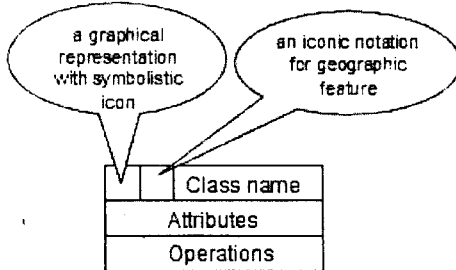 a graphical
representation
with symbolistic
icon
an iconic notation
for geographic
feature
Class name
Attributes
Operations